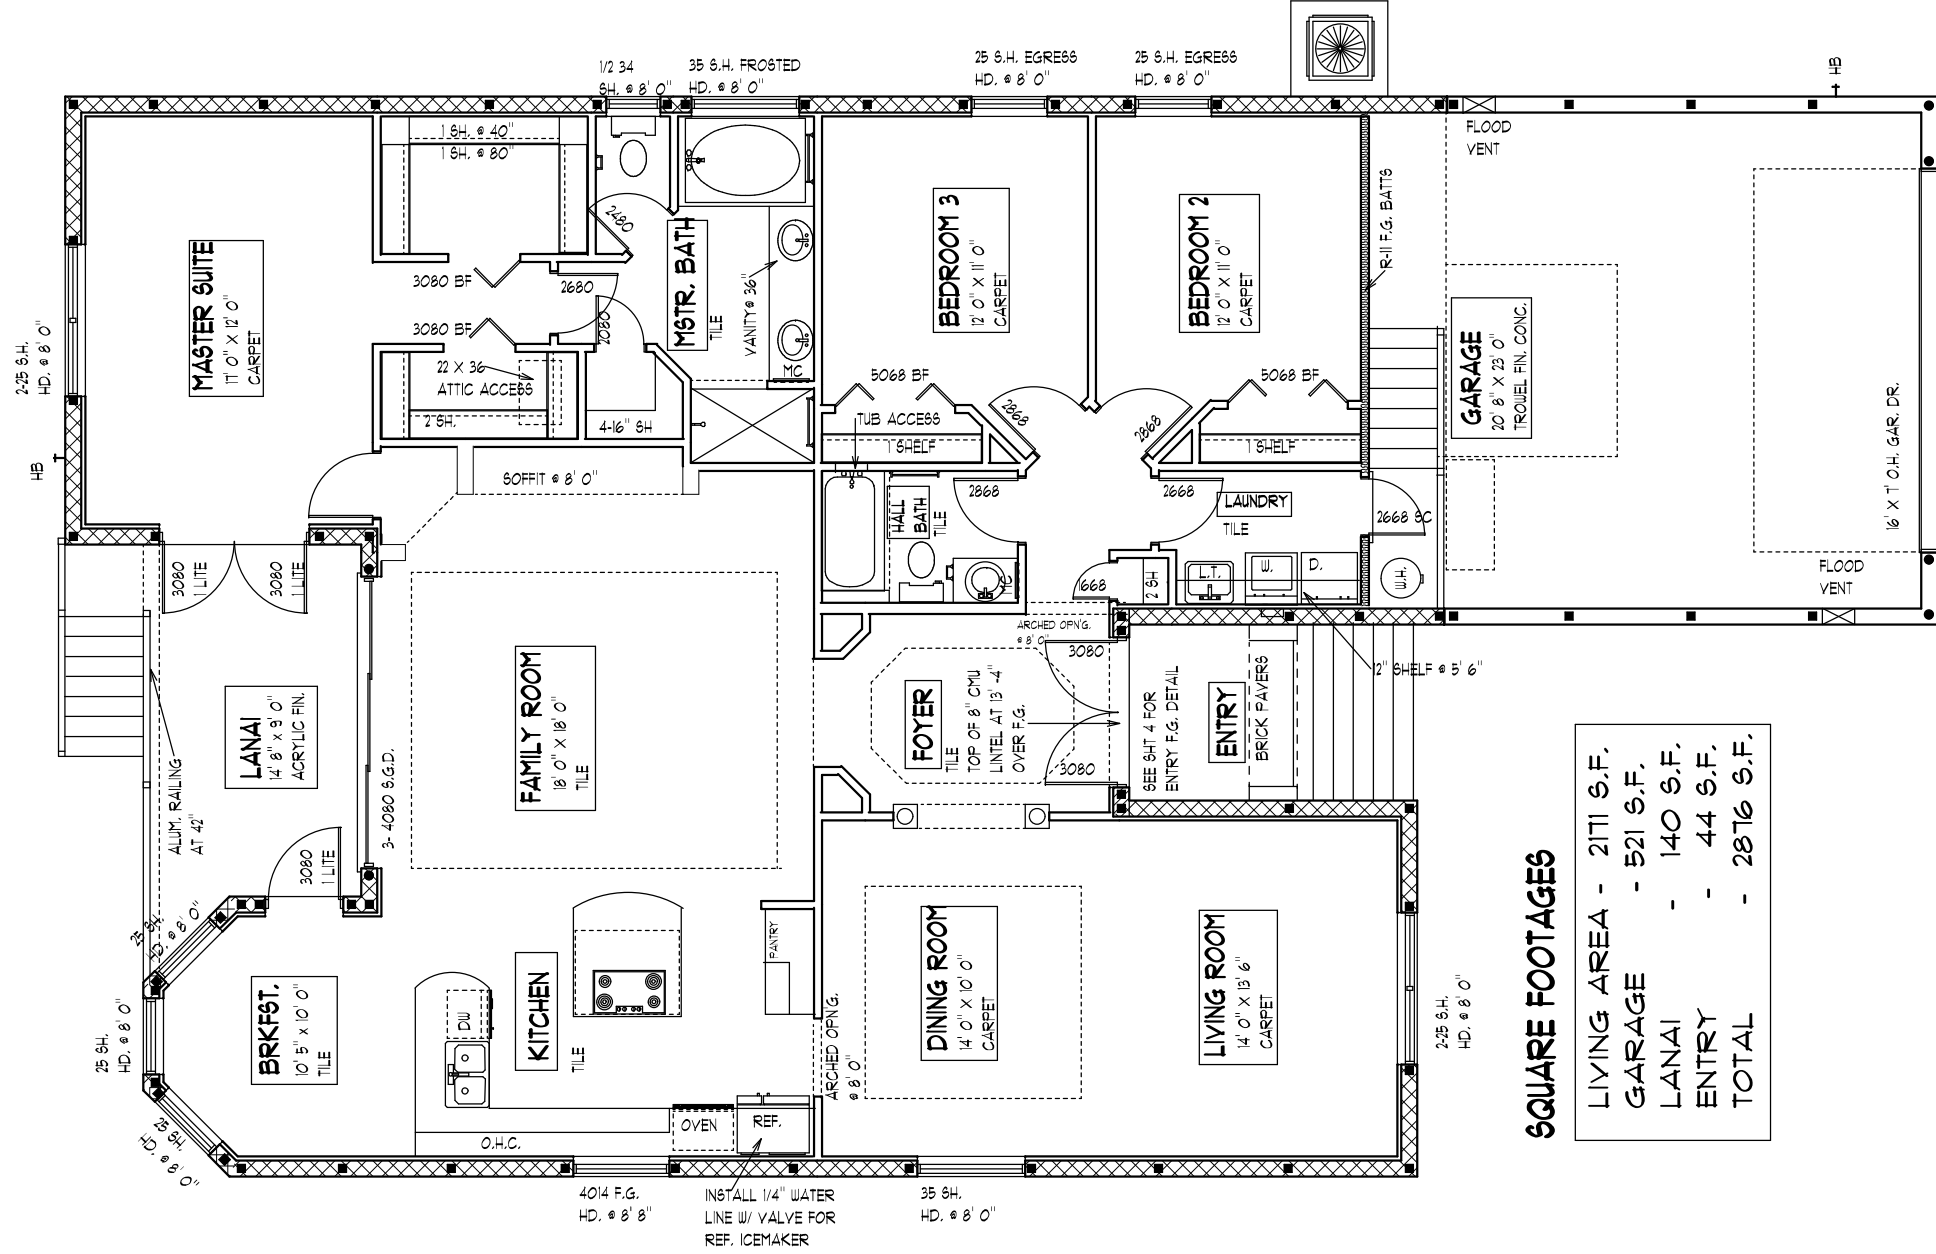 1/2 34
SH. @ 8' 0"
35 S.H. FROSTED
HD. @ 8' 0"
25 S.H. EGRESS
HD. @ 8' 0"
25 S.H. EGRESS
HD. @ 8' 0"
HB
FLOOD
VENT
1 SH. @ 40"
1 SH. @ 80"
2480
MASTER SUITE
17' 0" X 12' 0"
CARPET
2-25 S.H.
HD. @ 8' 0"
HB
3080 BF
3080 BF
2680
2080
22 X 36
ATTIC ACCESS
2 SH.
4-16" SH
MSTR. BATH
TILE
VANITY @ 36"
MC
BEDROOM 3
12' 0" X 11' 0"
CARPET
BEDROOM 2
12' 0" X 11' 0"
CARPET
R-11 F.G. BATTS
GARAGE
20' 8" X 23' 0"
TROWEL FIN. CONC.
16' X 7' O.H. GAR. DR.
5068 BF
TUB ACCESS
1 SHELF
2868
2868
5068 BF
1 SHELF
SOFFIT @ 8' 0"
2868
2668
HALL
BATH
TILE
MC
LAUNDRY
TILE
2668 SC
L.T.
W.
D.
W.H.
1668
2 SH
FLOOD
VENT
3080
1 LITE
3080
1 LITE
ARCHED OPN'G.
@ 8' 0"
3080
12" SHELF @ 5' 6"
LANAI
14' 8" x 9' 0"
ACRYLIC FIN.
ALUM. RAILING
AT 42"
3- 4080 S.G.D.
FAMILY ROOM
18' 0" X 18' 0"
TILE
FOYER
TILE
TOP OF 8" CMU
LINTEL AT 13' -4"
OVER F.G.
3080
SEE SHT 4 FOR
ENTRY F.G. DETAIL
ENTRY
BRICK PAVERS
3080
1 LITE
25 SH.
HD. @ 8' 0"
25 SH.
HD. @ 8' 0"
25 SH.
HD. @ 8' 0"
BRKFST.
10' 5" x 10' 0"
TILE
DW
KITCHEN
TILE
PANTRY
ARCHED OPN'G.
@ 8' 0"
OVEN
REF.
O.H.C.
DINING ROOM
14' 0" X 10' 0"
CARPET
LIVING ROOM
14' 0" X 13' 6"
CARPET
2-25 S.H.
HD. @ 8' 0"
4014 F.G.
HD. @ 8' 8"
INSTALL 1/4" WATER
LINE W/ VALVE FOR
REF. ICEMAKER
35 SH.
HD. @ 8' 0"
SQUARE FOOTAGES
LIVING AREA - 2171 S.F.
GARAGE - 521 S.F.
LANAI - 140 S.F.
ENTRY - 44 S.F.
TOTAL - 2876 S.F.